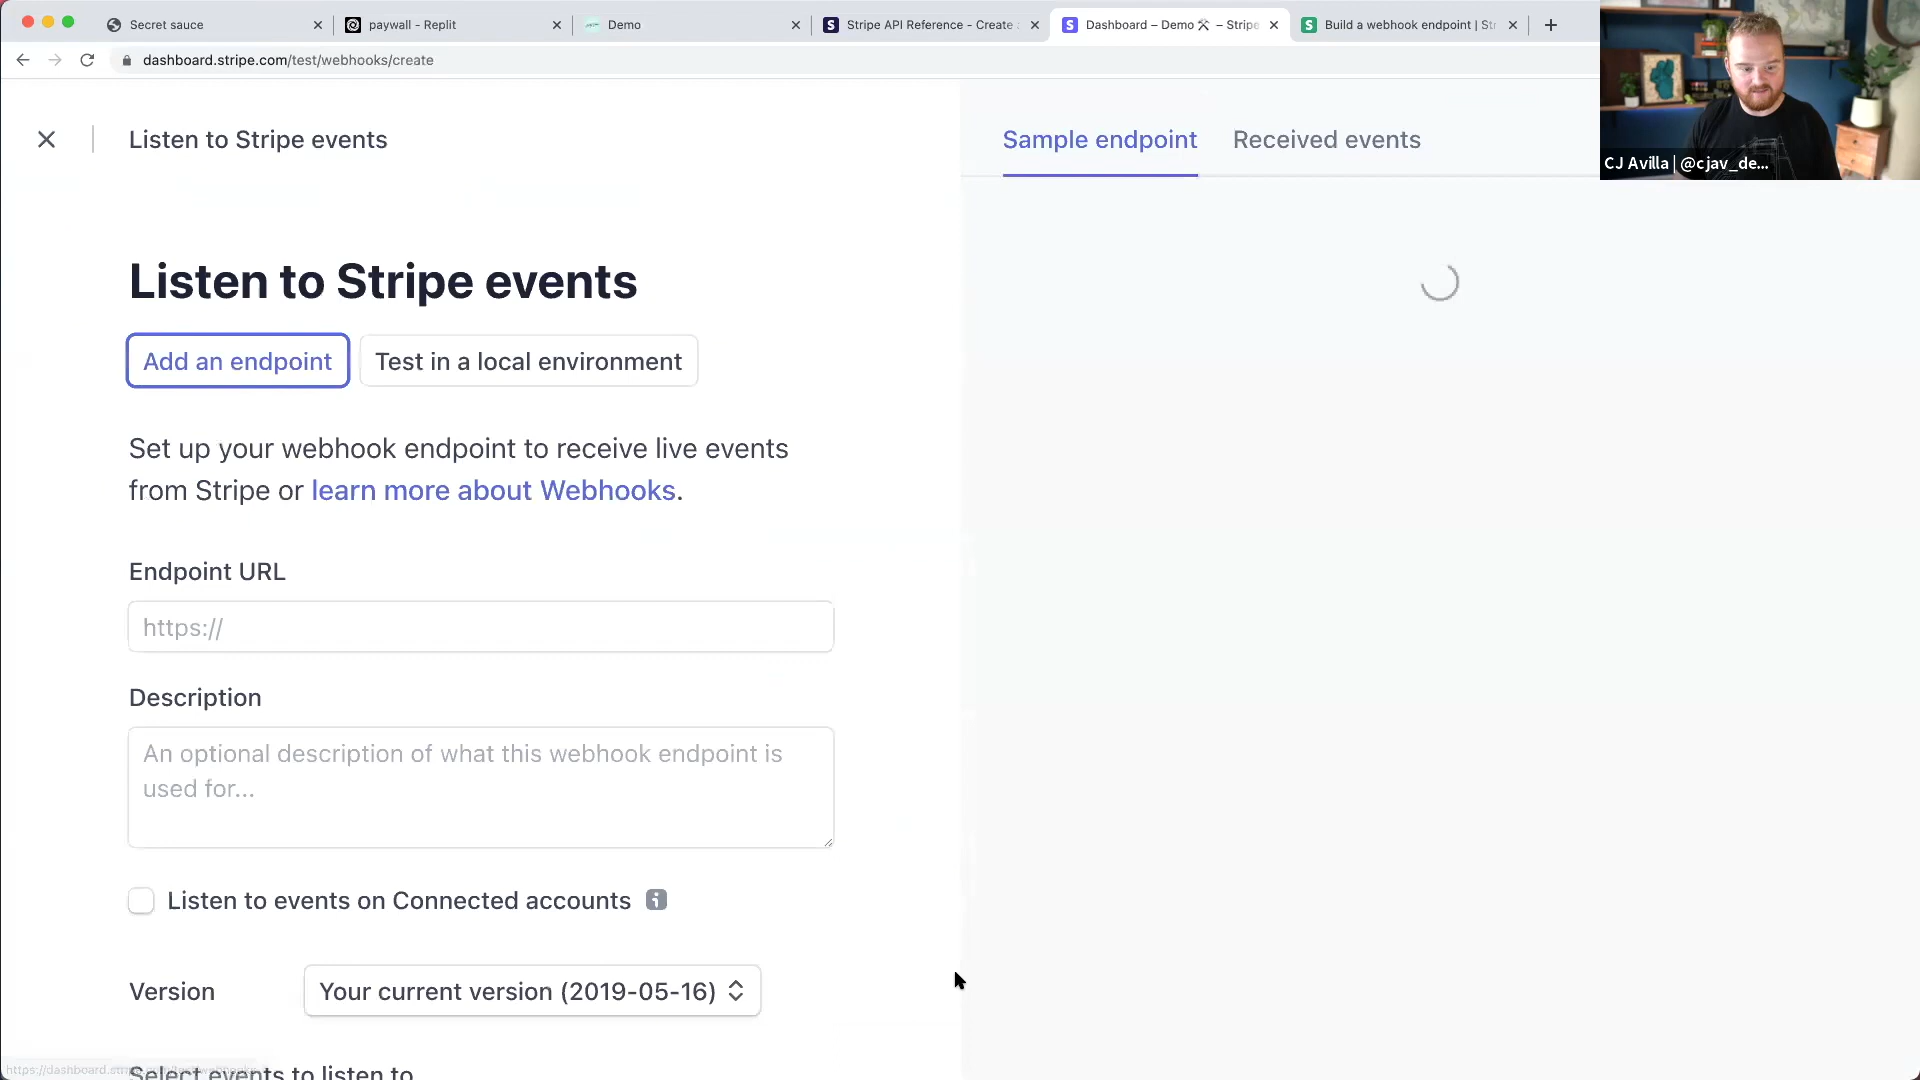 Secret sauce
paywall - Replit
Demo
Stripe API Reference - Create
Dashboard – Demo 🛠 – Stripe
Build a webhook endpoint | Str
dashboard.stripe.com/test/webhooks/create
CJ Avilla | @cjav_de...
Listen to Stripe events
Sample endpoint
Received events
Listen to Stripe events
Add an endpoint
Test in a local environment
Set up your webhook endpoint to receive live events
from Stripe or learn more about Webhooks.
Endpoint URL
https://
Description
An optional description of what this webhook endpoint is
used for...
Listen to events on Connected accounts
Version
Your current version (2019-05-16)
Select events to listen to